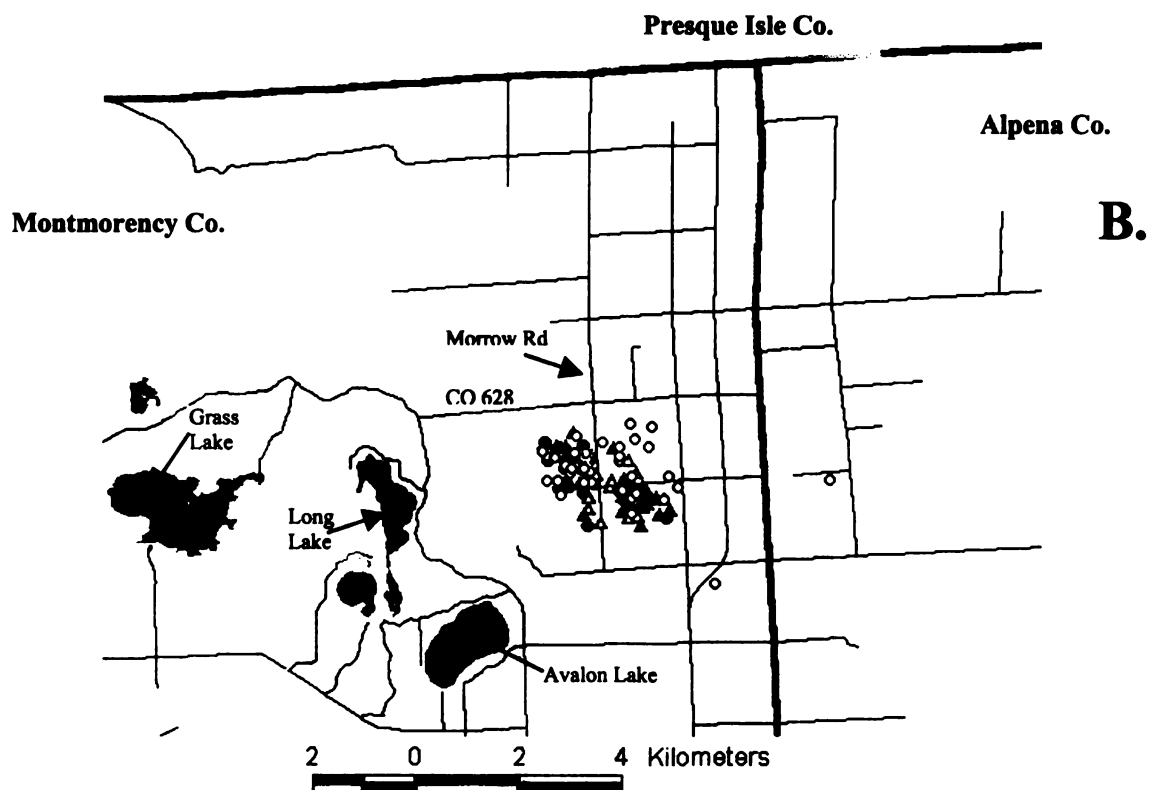 Presque Isle Co.
Alpena Co.
Montmorency Co.
B.
Morrow Rd
CO 628
Grass
Lake
Long
Lake
Avalon Lake
2 0 2 4 Kilometers